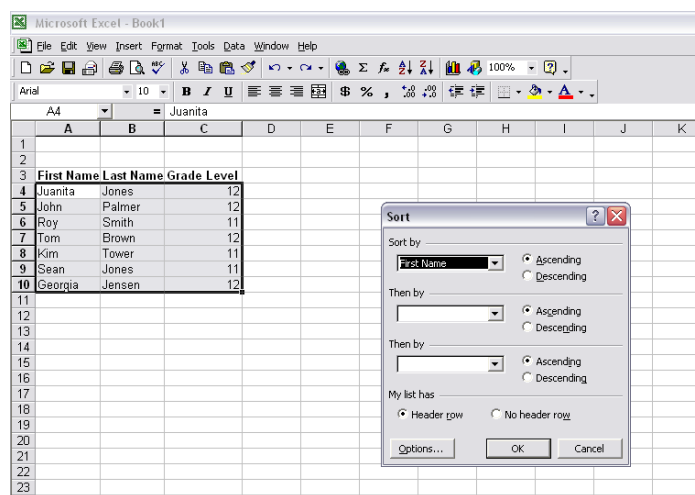 Microsoft Excel - Book1
File Edit View Insert Format Tools Data Window Help
100%
Arial 10 B I U $ % ,
A4 = Juanita
A B C D E F G H I J K
1
2
3 First Name Last Name Grade Level
4 Juanita Jones 12
5 John Palmer 12
6 Roy Smith 11
7 Tom Brown 12
8 Kim Tower 11
9 Sean Jones 11
10 Georgia Jensen 12
11
12
13
14
15
16
17
18
19
20
21
22
23
Sort
Sort by
First Name
Ascending
Descending
Then by
Ascending
Descending
Then by
Ascending
Descending
My list has
Header row No header row
Options... OK Cancel